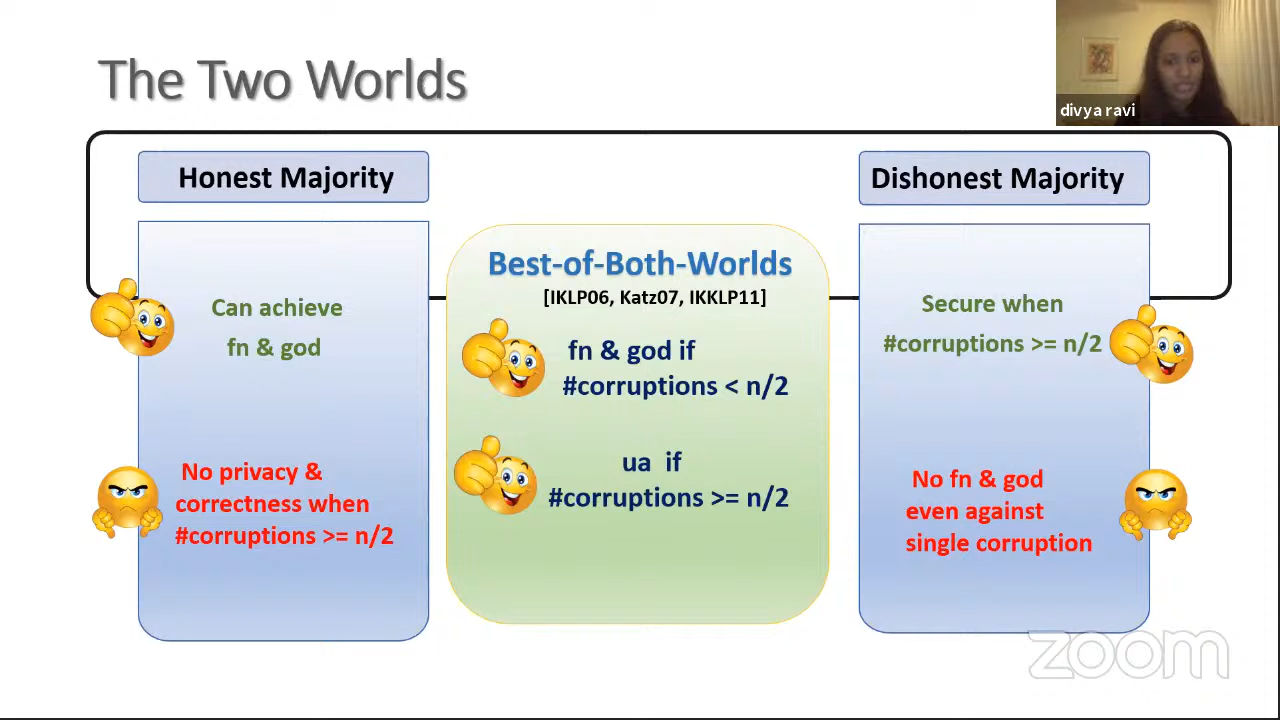 The Two Worlds
divya ravi
Honest Majority
Can achieve
fn & god
No privacy &
correctness when
#corruptions >= n/2
Best-of-Both-Worlds
[IKLP06, Katz07, IKKLP11]
fn & god if
#corruptions < n/2
ua if
#corruptions >= n/2
Dishonest Majority
Secure when
#corruptions >= n/2
No fn & god
even against
single corruption
zoom